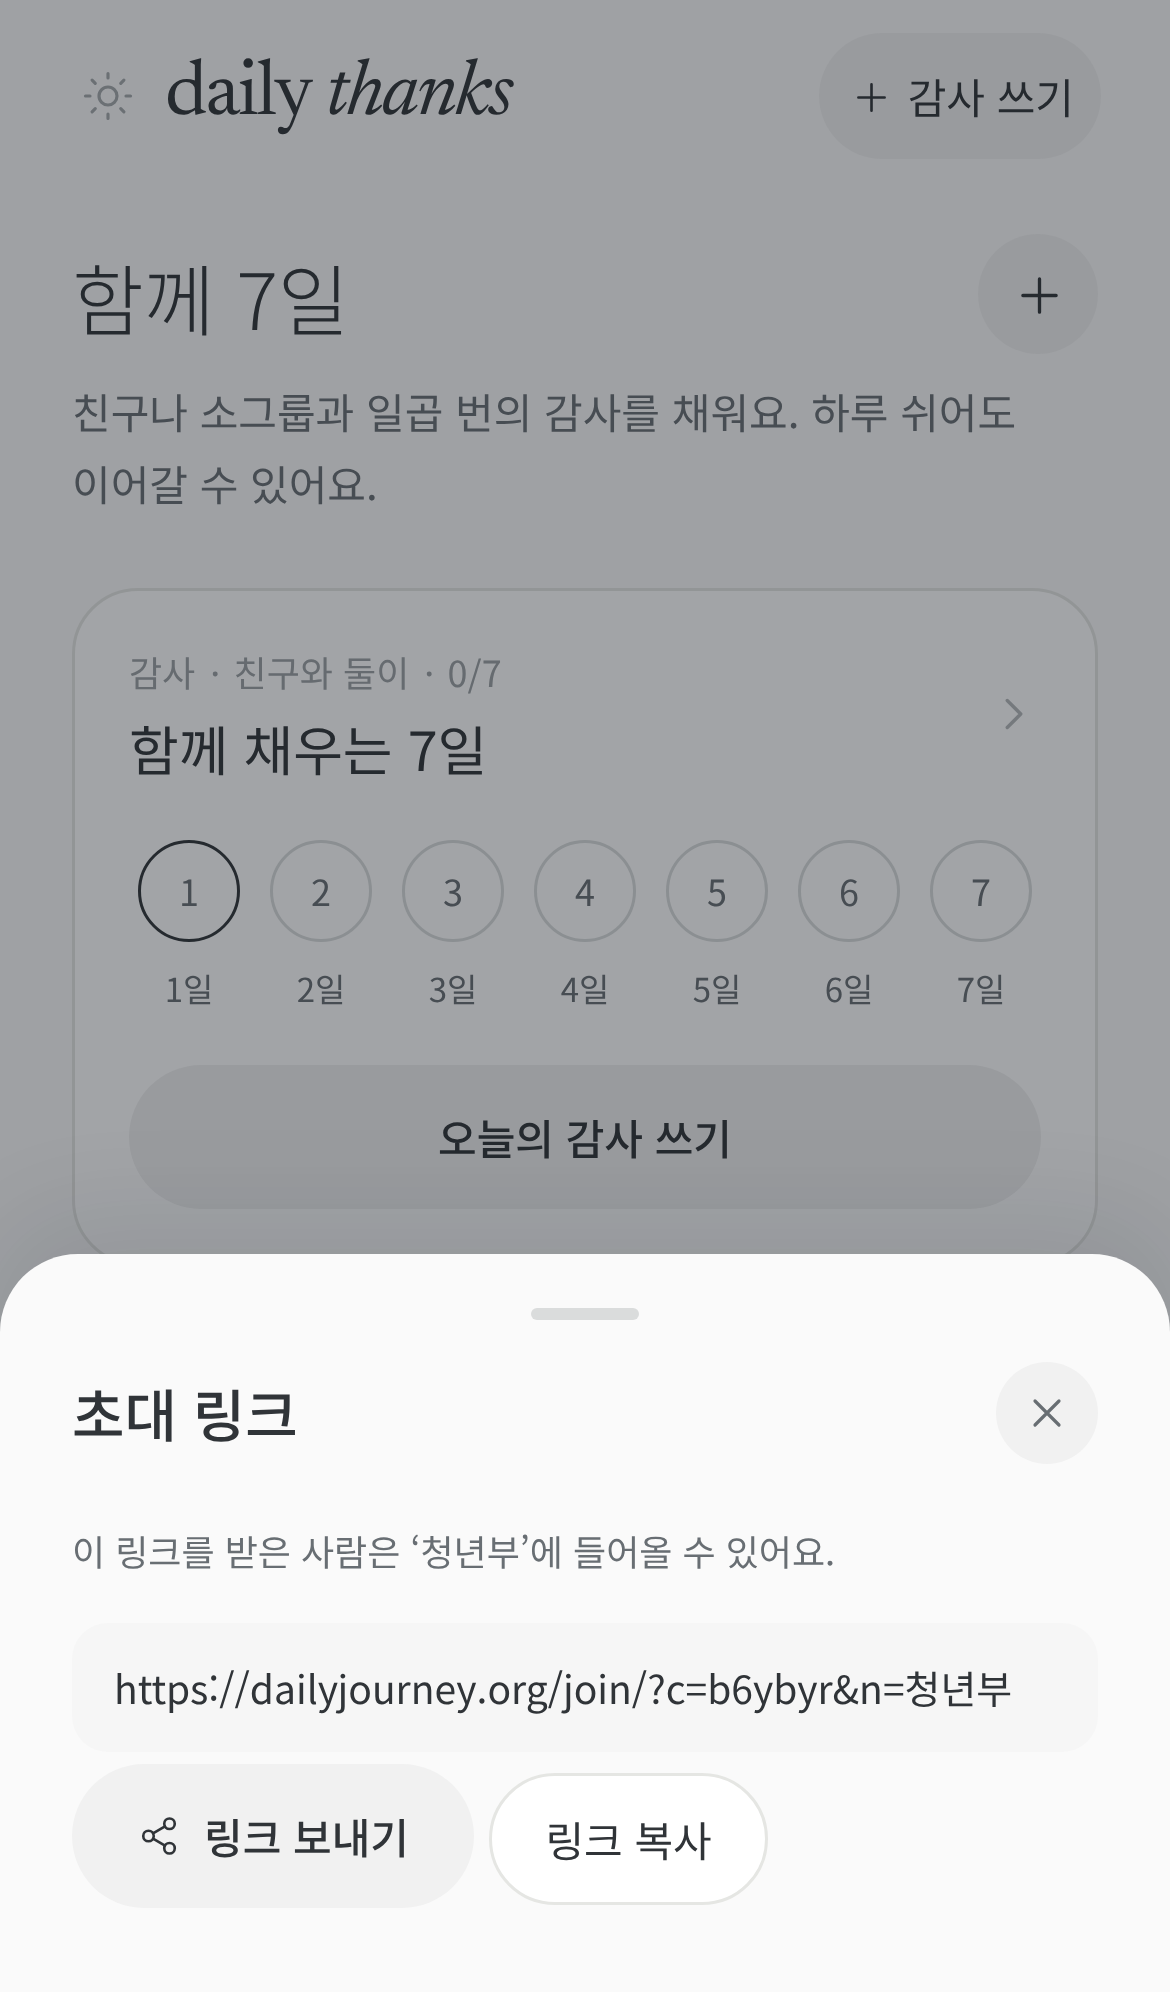 daily thanks
+ 감사 쓰기
함께 7일
친구나 소그룹과 일곱 번의 감사를 채워요. 하루 쉬어도
이어갈 수 있어요.
감사 · 친구와 둘이 · 0/7
함께 채우는 7일
1 2 3 4 5 6 7
1일 2일 3일 4일 5일 6일 7일
오늘의 감사 쓰기
초대 링크
이 링크를 받은 사람은 ‘청년부’에 들어올 수 있어요.
https://dailyjourney.org/join/?c=b6ybyr&n=청년부
링크 보내기
링크 복사